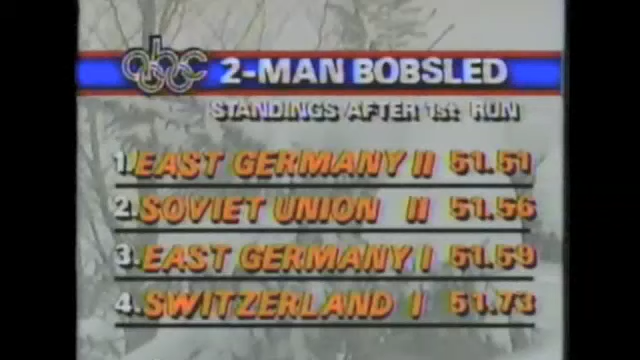 abc 2-MAN BOBSLED
STANDINGS AFTER 1st RUN
1. EAST GERMANY II 51.51
2. SOVIET UNION II 51.56
3. EAST GERMANY I 51.59
4. SWITZERLAND I 51.73